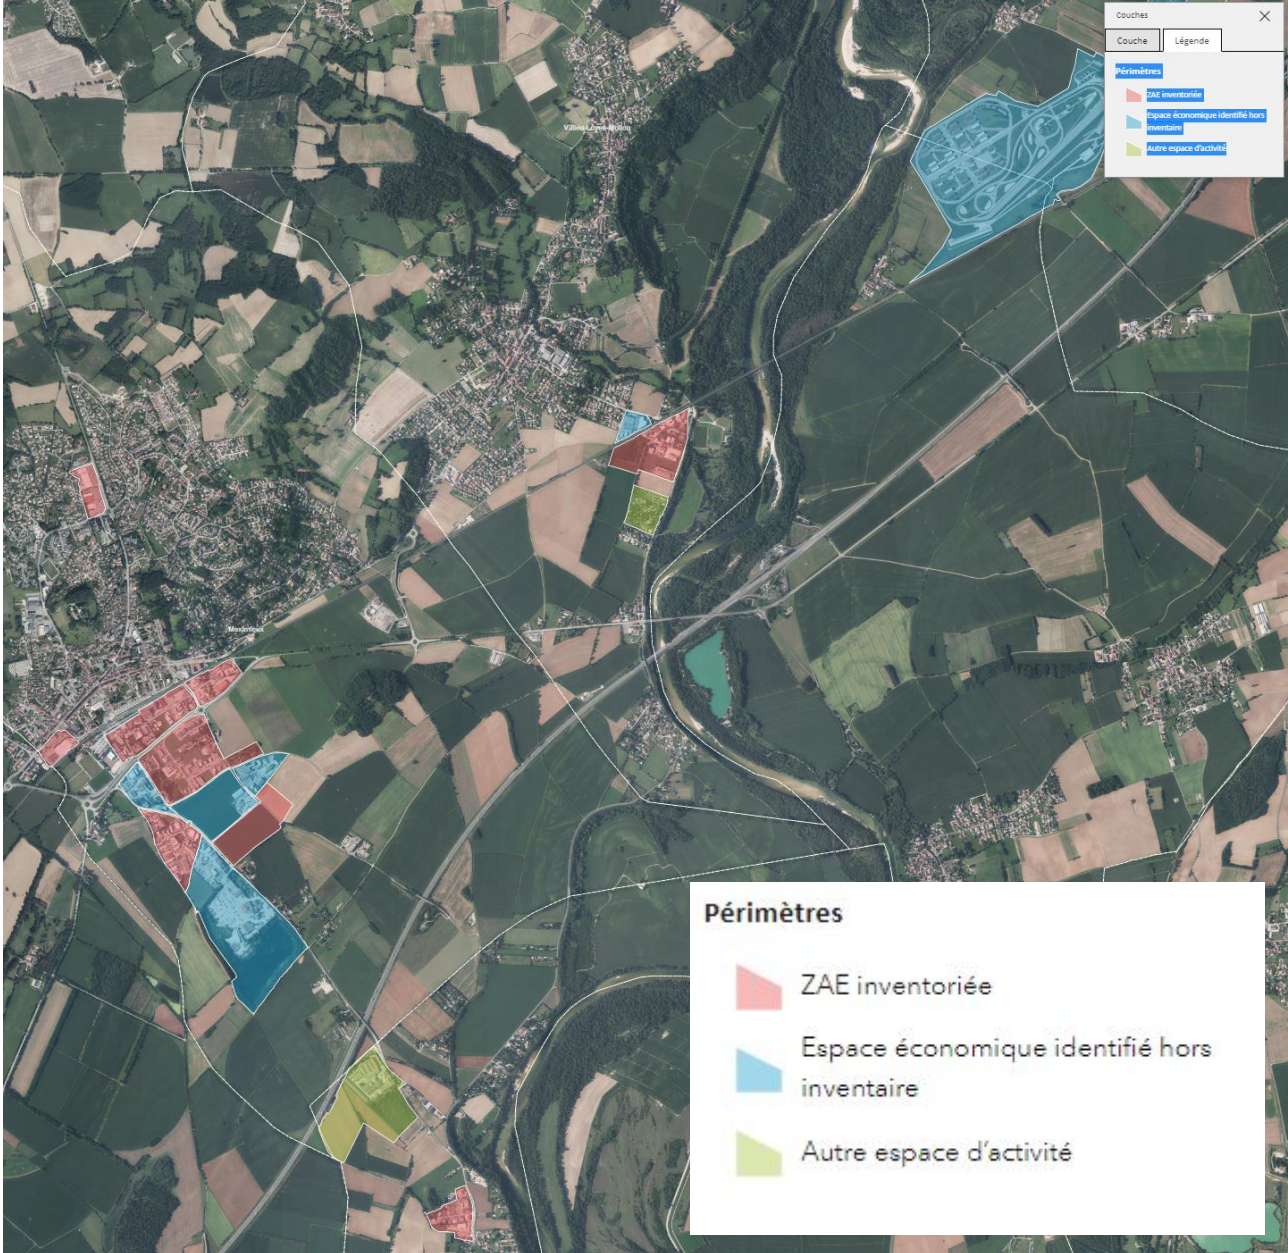 Couches
Couche
Légende
Périmètres
ZAE inventoriée
Espace économique identifié hors
inventaire
Autre espace d'activité
Villieu-Loyes-Mollon
Meximieux
Périmètres
ZAE inventoriée
Espace économique identifié hors
inventaire
Autre espace d'activité